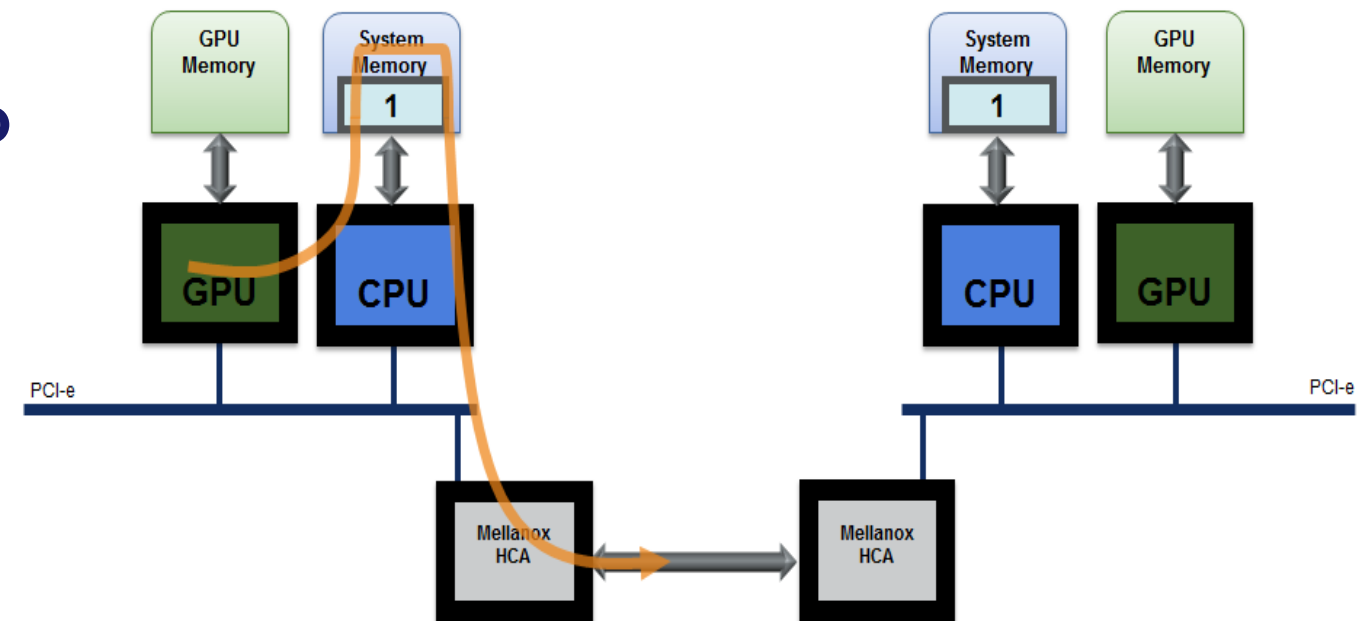 GPU
Memory
System
Memory
1
System
Memory
1
GPU
Memory
GPU
CPU
CPU
GPU
PCI-e
PCI-e
Mellanox
HCA
Mellanox
HCA